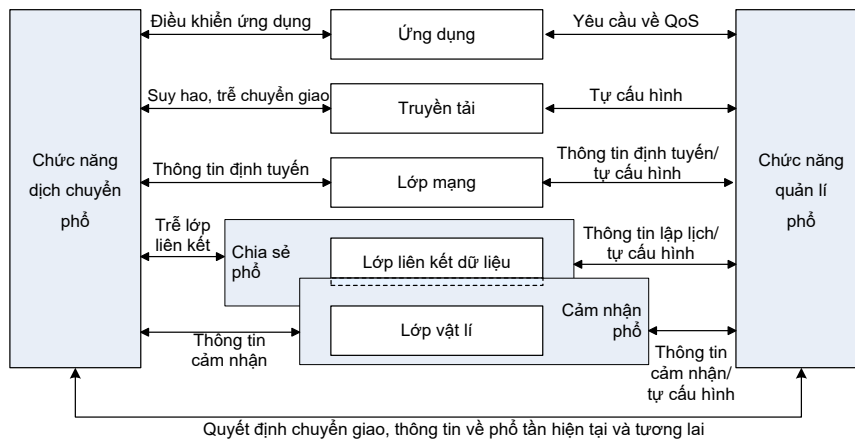 Điều khiển ứng dụng
Ứng dụng
Yêu cầu về QoS
Suy hao, trễ chuyển giao
Truyền tải
Tự cấu hình
Chức năng
dịch chuyển
phổ
Thông tin định tuyến
Lớp mạng
Thông tin định tuyến/
tự cấu hình
Chức năng
quản lí
phổ
Trễ lớp
liên kết
Chia sẻ
phổ
Lớp liên kết dữ liệu
Thông tin lập lịch/
tự cấu hình
Thông tin
cảm nhận
Lớp vật lí
Cảm nhận
phổ
Thông tin
cảm nhận/
tự cấu hình
Quyết định chuyển giao, thông tin về phổ tần hiện tại và tương lai